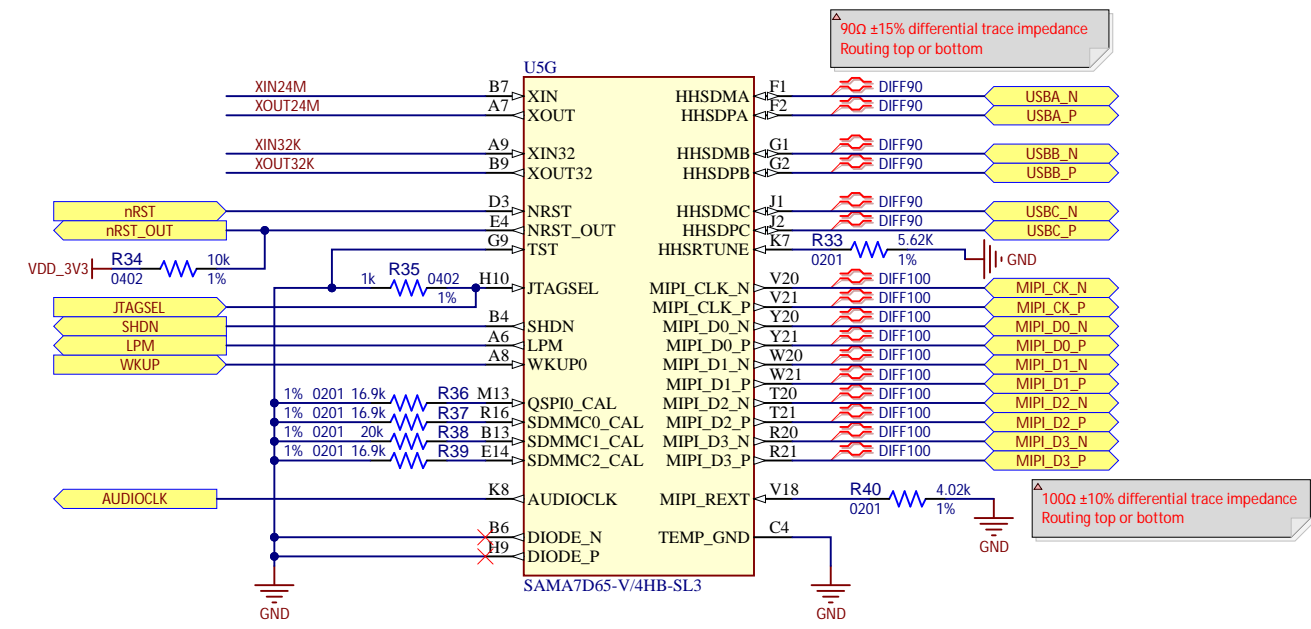 90Ω ±15% differential trace impedance
Routing top or bottom
U5G
XIN24M B7 XIN HHSDMA F1 DIFF90 USBA_N
XOUT24M A7 XOUT HHSDPA F2 DIFF90 USBA_P
XIN32K A9 XIN32 HHSDMB G1 DIFF90 USBB_N
XOUT32K B9 XOUT32 HHSDPB G2 DIFF90 USBB_P
nRST D3 NRST HHSDMC J1 DIFF90 USBC_N
nRST_OUT E4 NRST_OUT HHSDPC J2 DIFF90 USBC_P
G9 TST HHSRTUNE K7 R33 5.62K
0201 1%
GND
VDD_3V3 R34 10k
0402 1%
1k R35 0402 H10 JTAGSEL MIPI_CLK_N V20 DIFF100 MIPI_CK_N
1%
JTAGSEL MIPI_CLK_P V21 DIFF100 MIPI_CK_P
SHDN B4 SHDN MIPI_D0_N Y20 DIFF100 MIPI_D0_N
LPM A6 LPM MIPI_D0_P Y21 DIFF100 MIPI_D0_P
WKUP A8 WKUP0 MIPI_D1_N W20 DIFF100 MIPI_D1_N
MIPI_D1_P W21 DIFF100 MIPI_D1_P
1% 0201 16.9k R36 M13 QSPI0_CAL MIPI_D2_N T20 DIFF100 MIPI_D2_N
1% 0201 16.9k R37 R16 SDMMC0_CAL MIPI_D2_P T21 DIFF100 MIPI_D2_P
1% 0201 20k R38 B13 SDMMC1_CAL MIPI_D3_N R20 DIFF100 MIPI_D3_N
1% 0201 16.9k R39 E14 SDMMC2_CAL MIPI_D3_P R21 DIFF100 MIPI_D3_P
AUDIOCLK K8 AUDIOCLK MIPI_REXT V18 R40 4.02k
0201 1%
GND
100Ω ±10% differential trace impedance
Routing top or bottom
B6 DIODE_N TEMP_GND C4
H9 DIODE_P
SAMA7D65-V/4HB-SL3
GND
GND